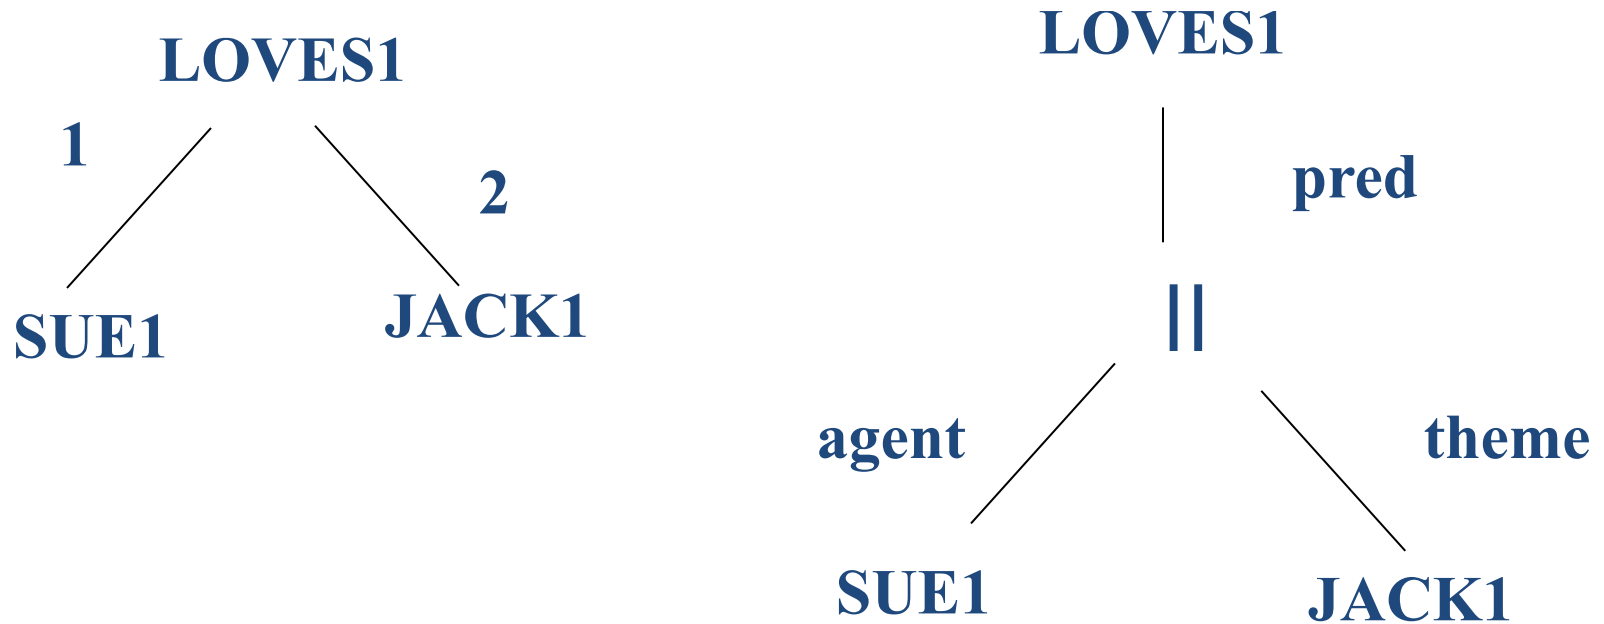 LOVES1
1
2
SUE1
JACK1
LOVES1
pred
||
agent
theme
SUE1
JACK1